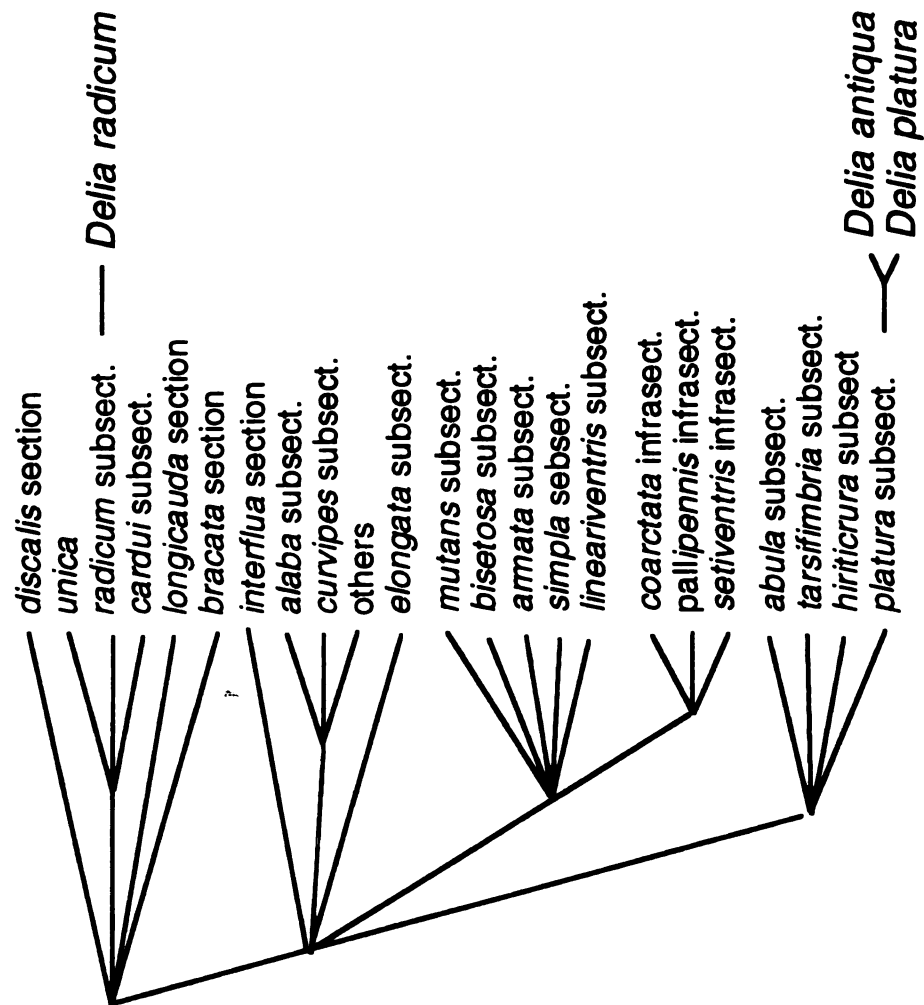 discalis section
unica
radicum subsect.
Delia radicum
cardui subsect.
longicauda section
bracata section
interflua section
alaba subsect.
curvipes subsect.
others
elongata subsect.
mutans subsect.
bisetosa subsect.
armata subsect.
simpla sebsect.
lineariventris subsect.
coarctata infrasect.
pallipennis infrasect.
setiventris infrasect.
abula subsect.
tarsifimbria subsect.
hiriticrura subsect
platura subsect.
Delia antiqua
Delia platura